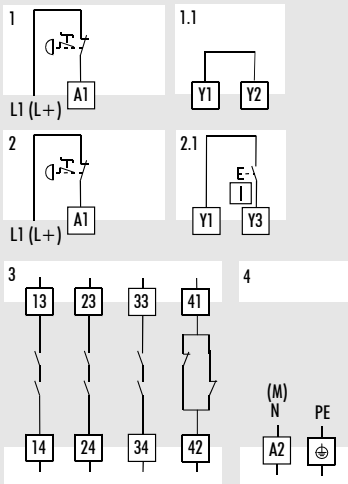 1
A1
L1 (L+)
1.1
Y1 Y2
2
A1
L1 (L+)
2.1
E
I
Y1 Y3
3
13 23 33 41
14 24 34 42
4
(M)
N PE
A2